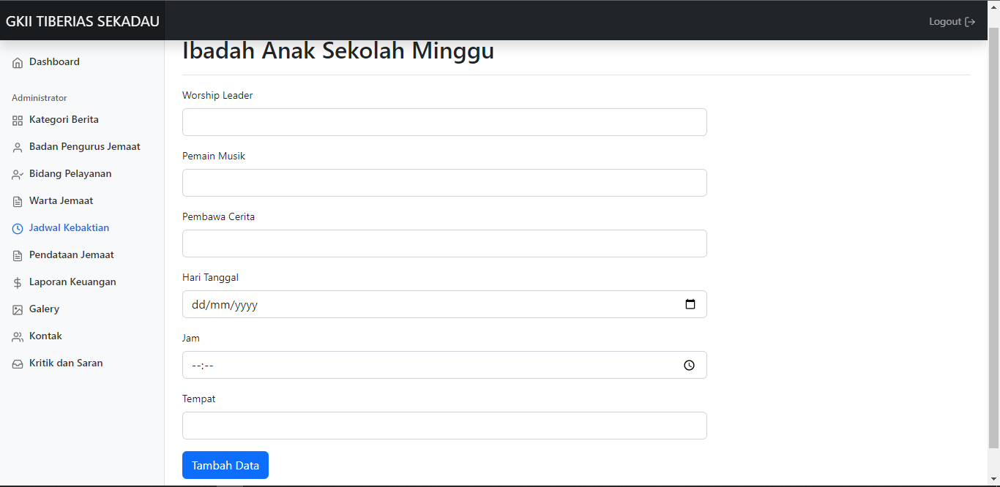 GKII TIBERIAS SEKADAU
Logout
Dashboard
Administrator
Kategori Berita
Badan Pengurus Jemaat
Bidang Pelayanan
Warta Jemaat
Jadwal Kebaktian
Pendataan Jemaat
Laporan Keuangan
Galery
Kontak
Kritik dan Saran
Ibadah Anak Sekolah Minggu
Worship Leader
Pemain Musik
Pembawa Cerita
Hari Tanggal
dd/mm/yyyy
Jam
--:--
Tempat
Tambah Data